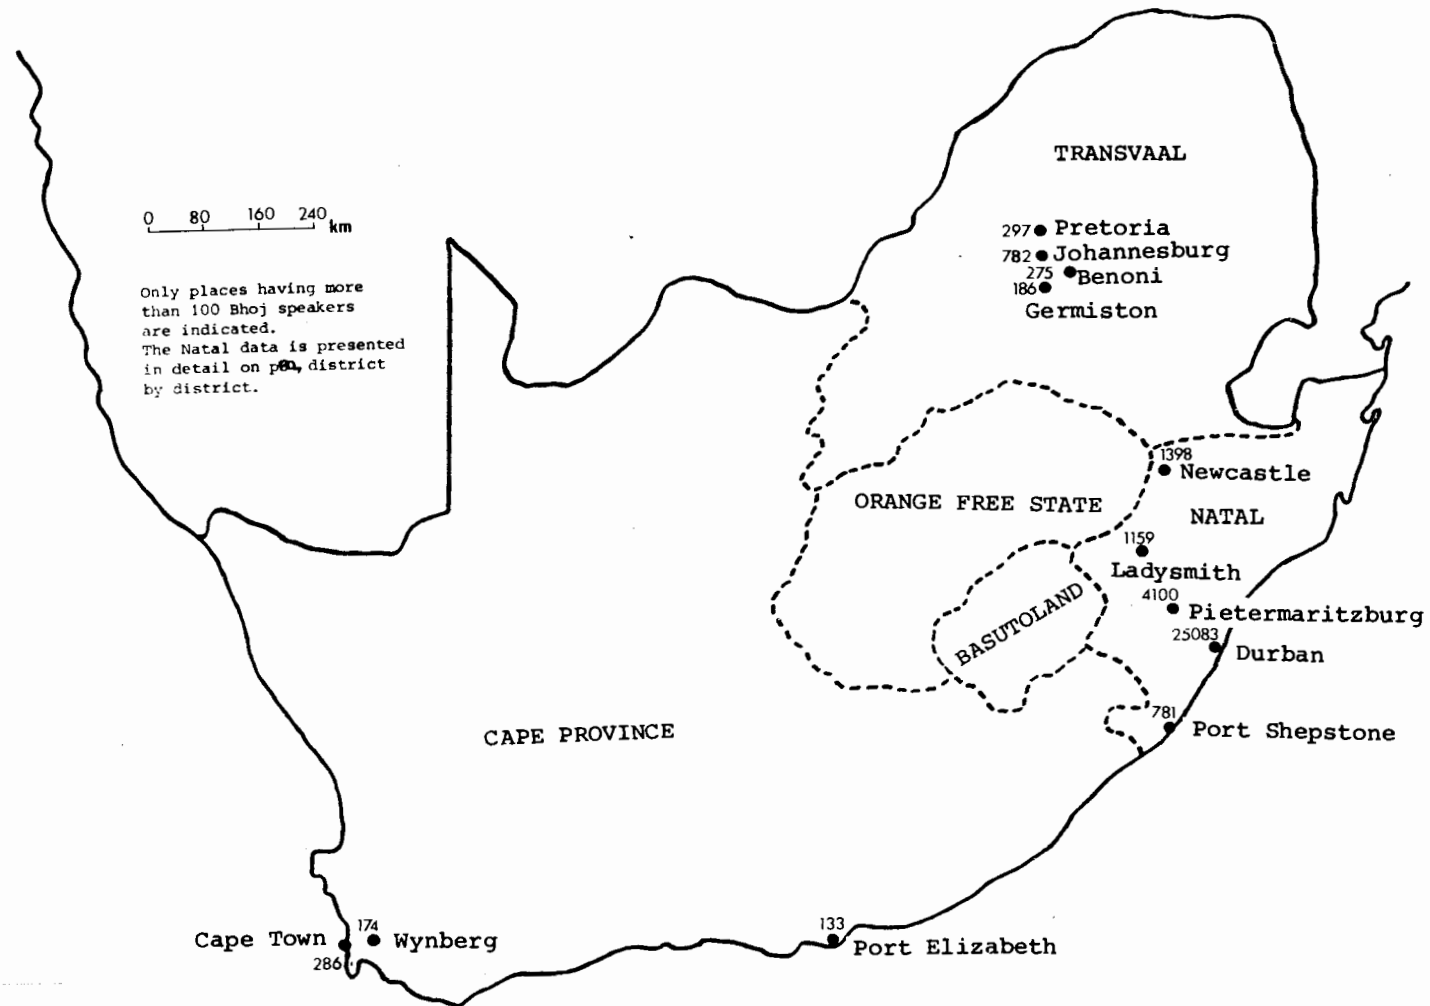 TRANSVAAL
0 80 160 240 km
297 Pretoria
782 Johannesburg
275 Benoni
186
Germiston
Only places having more
than 100 Bhoj speakers
are indicated.
The Natal data is presented
in detail on district
by district.
1398
Newcastle
ORANGE FREE STATE
NATAL
1159
Ladysmith
BASUTOLAND
4100
Pietermaritzburg
25083
Durban
781
Port Shepstone
CAPE PROVINCE
174
Cape Town
Wynberg
286
133
Port Elizabeth